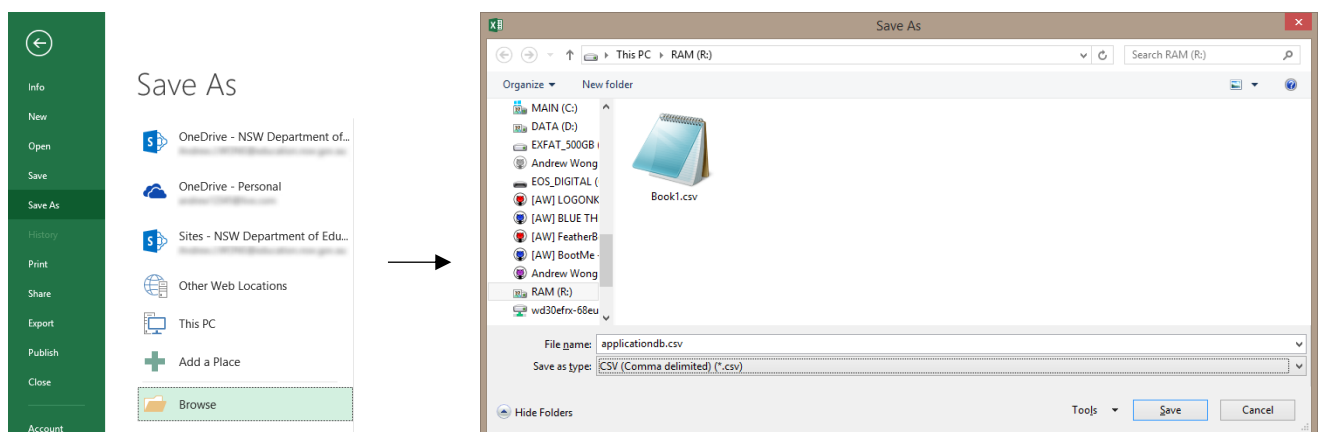 Info
New
Open
Save
Save As
History
Print
Share
Export
Publish
Close
Account
Save As
OneDrive - NSW Department of...
OneDrive - Personal
Sites - NSW Department of Edu...
Other Web Locations
This PC
Add a Place
Browse
Save As
This PC RAM (R:)
Search RAM (R:)
Organize
New folder
MAIN (C:)
DATA (D:)
EXFAT_500GB (
Andrew Wong
EOS_DIGITAL (
[AW] LOGONK
[AW] BLUE TH
[AW] FeatherB
[AW] BootMe -
Andrew Wong
RAM (R:)
wd30efrx-68eu
Book1.csv
File name: applicationdb.csv
Save as type: CSV (Comma delimited) (*.csv)
Hide Folders
Tools
Save
Cancel